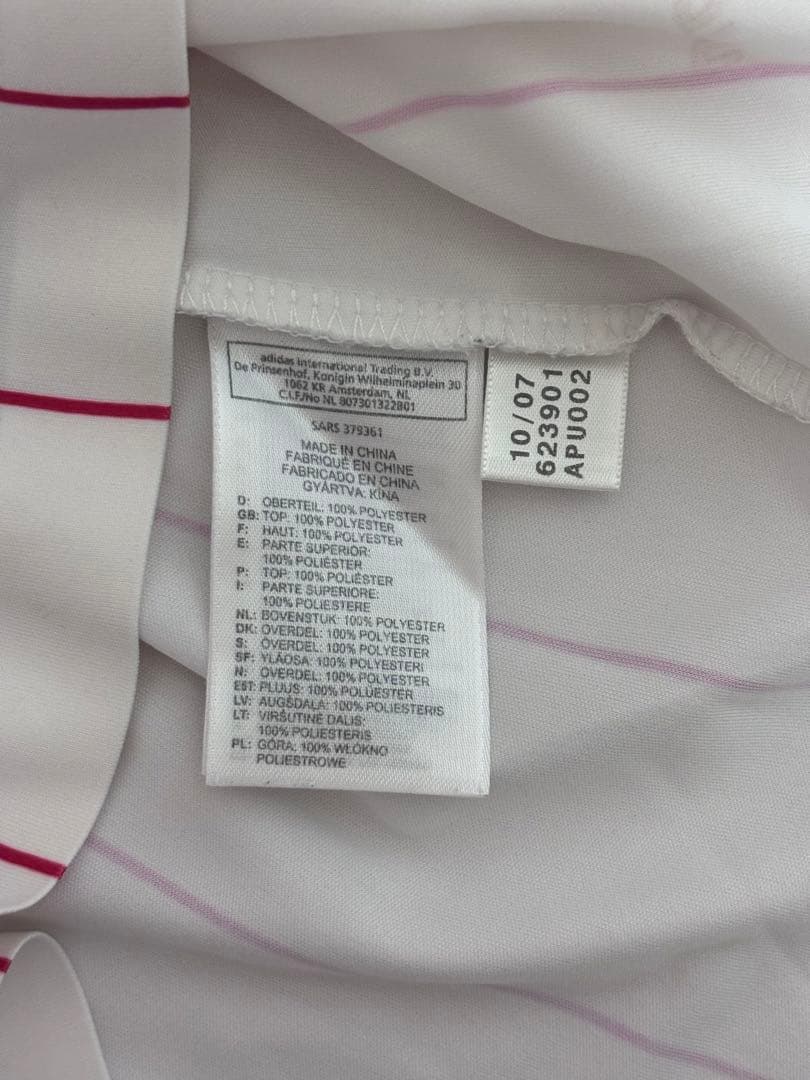 adidas International Trading B.V.
De Prinsenhof, Konigin Wilhelminaplein 30
1062 KR Amsterdam, NL
C.I.F./No NL 807301322B01
SARS 379361
MADE IN CHINA
FABRIQUÉ EN CHINE
FABRICADO EN CHINA
GYÁRTVA: KÍNA
D: OBERTEIL: 100% POLYESTER
GB: TOP: 100% POLYESTER
F: HAUT: 100% POLYESTER
E: PARTE SUPERIOR:
100% POLIÉSTER
P: TOP: 100% POLIÉSTER
I: PARTE SUPERIORE:
100% POLIESTERE
NL: BOVENSTUK: 100% POLYESTER
DK: OVERDEL: 100% POLYESTER
S: ÖVERDEL: 100% POLYESTER
SF: YLÄOSA: 100% POLYESTERI
N: OVERDEL: 100% POLYESTER
EST: PLUUS: 100% POLÜESTER
LV: AUGŠDAĻA: 100% POLIESTERIS
LT: VIRŠUTINĖ DALIS:
100% POLIESTERIS
PL: GÓRA: 100% WŁÓKNO
POLIESTROWE
10/07
623901
APU002